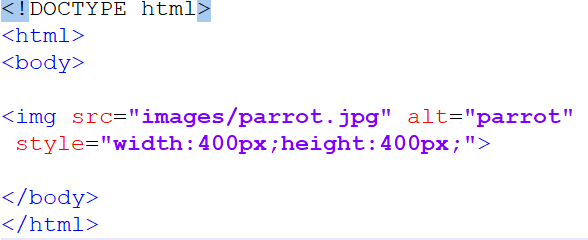 <!DOCTYPE html>
<html>
<body>
<img src="images/parrot.jpg" alt="parrot"
style="width:400px;height:400px;">
</body>
</html>